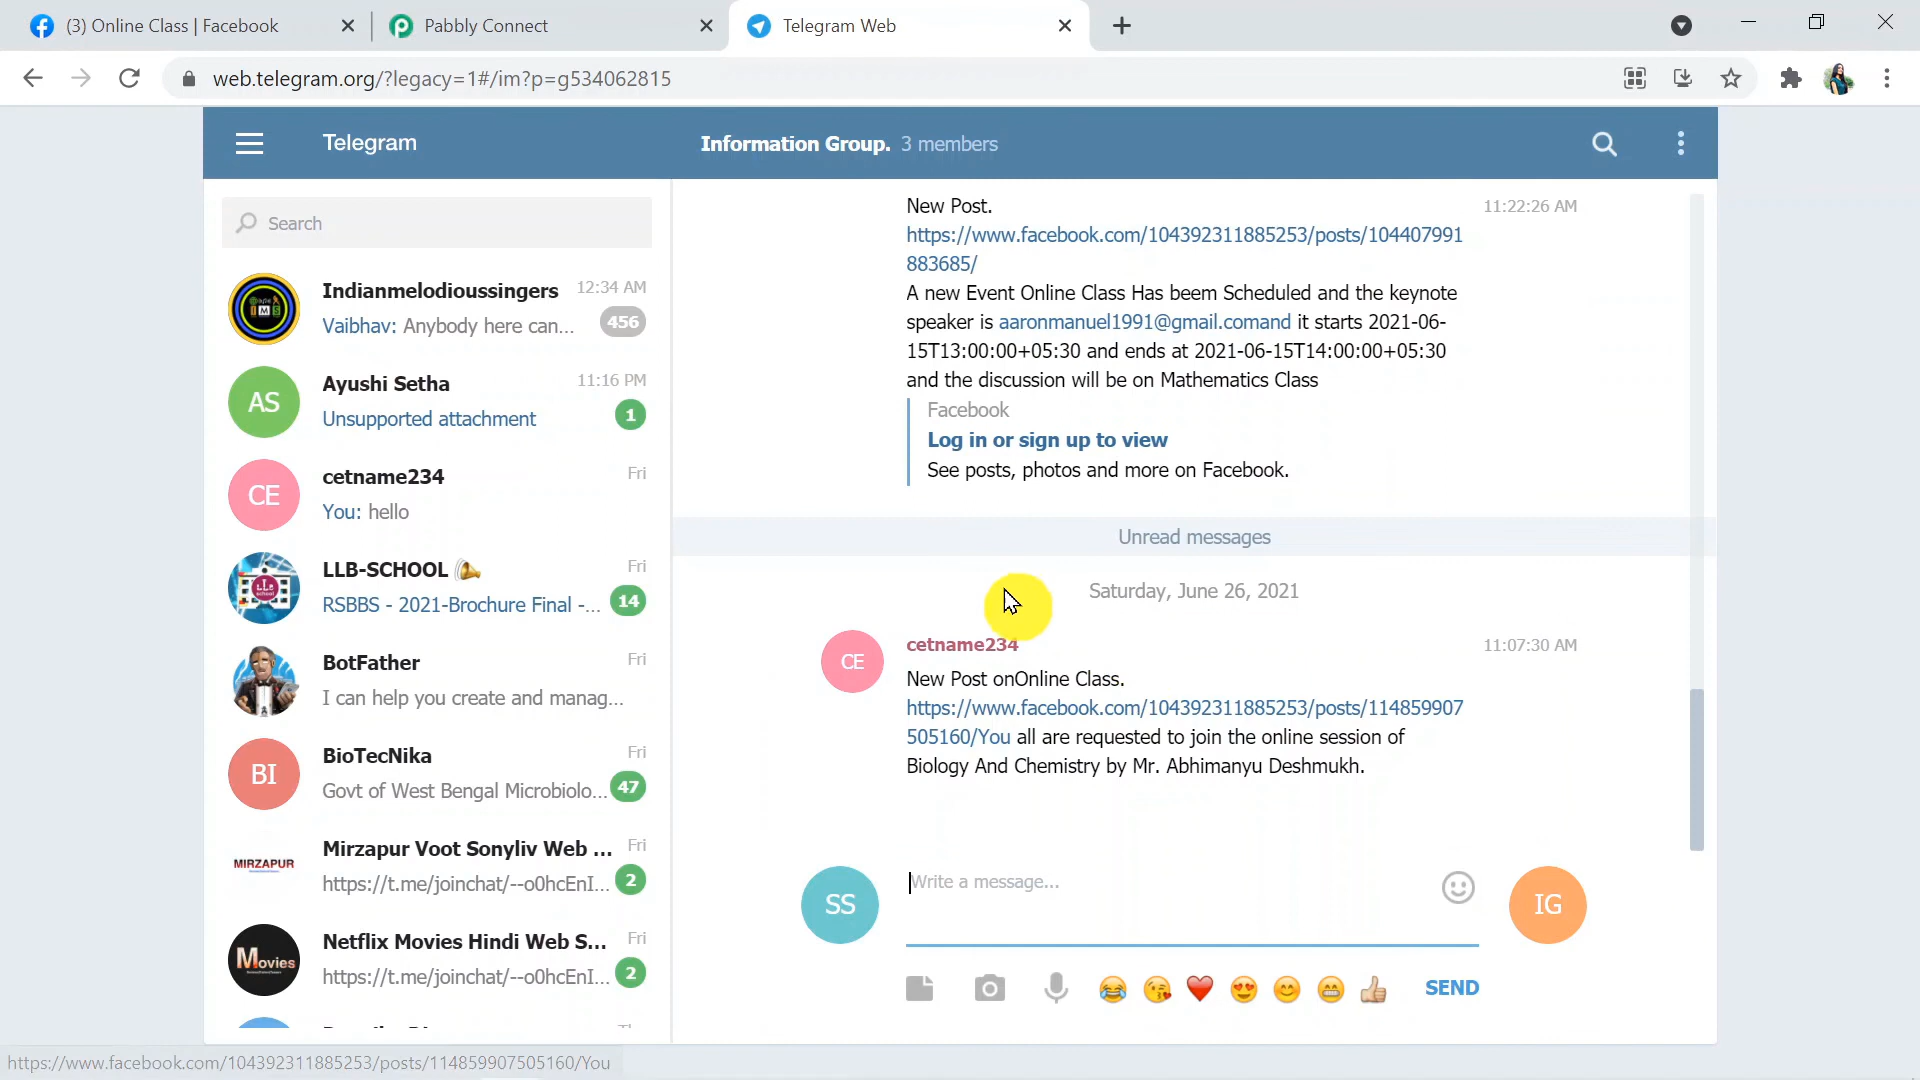 (3) Online Class | Facebook
Pabbly Connect
Telegram Web
web.telegram.org/?legacy=1#/im?p=g534062815
Telegram
Information Group. 3 members
Search
Indianmelodioussingers 12:34 AM
Vaibhav: Anybody here can... 456
AS
Ayushi Setha 11:16 PM
Unsupported attachment 1
CE
cetname234 Fri
You: hello
LLB-SCHOOL Fri
RSBBS - 2021-Brochure Final -... 14
BotFather Fri
I can help you create and manag...
BI
BioTecNika Fri
Govt of West Bengal Microbiolo... 47
MIRZAPUR
Mirzapur Voot Sonyliv Web ... Fri
https://t.me/joinchat/--o0hcEnI... 2
Movies
Netflix Movies Hindi Web S... Fri
https://t.me/joinchat/--o0hcEnI... 2
New Post. 11:22:26 AM
https://www.facebook.com/104392311885253/posts/104407991
883685/
A new Event Online Class Has beem Scheduled and the keynote
speaker is aaronmanuel1991@gmail.comand it starts 2021-06-
15T13:00:00+05:30 and ends at 2021-06-15T14:00:00+05:30
and the discussion will be on Mathematics Class
Facebook
Log in or sign up to view
See posts, photos and more on Facebook.
Unread messages
Saturday, June 26, 2021
CE
cetname234 11:07:30 AM
New Post onOnline Class.
https://www.facebook.com/104392311885253/posts/114859907
505160/You all are requested to join the online session of
Biology And Chemistry by Mr. Abhimanyu Deshmukh.
SS
Write a message...
IG
SEND
https://www.facebook.com/104392311885253/posts/114859907505160/You